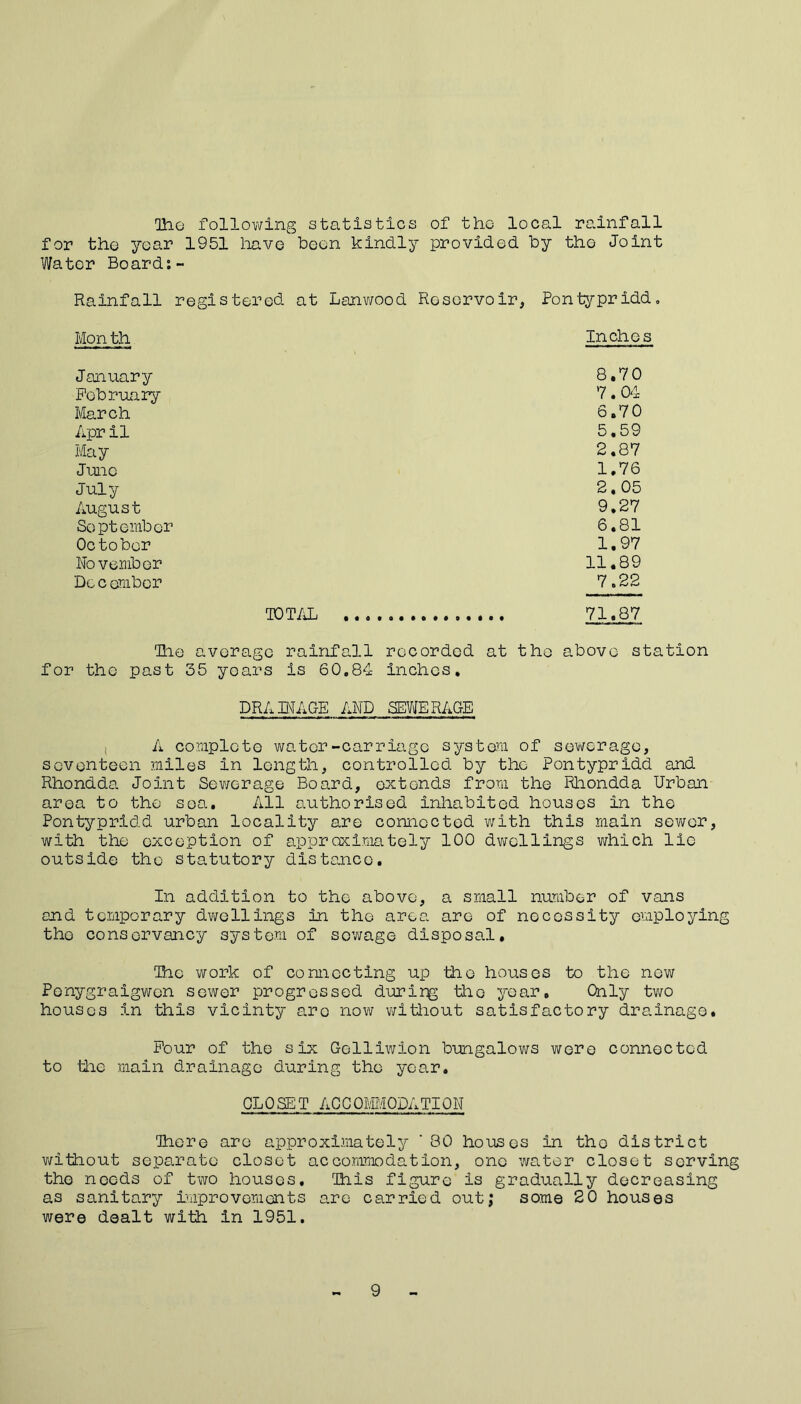 The following statistics of the local rainfall
for the year 1951 have been kindly provided by the Joint
Water Board:-
Rainfall registered at Lanwood Reservoir, Pontypridd.
Month Inches
January 8.70
February 7.04
March 6.70
April 5.59
May 2.87
June 1.76
July 2.05
August 9.27
September 6.81
October 1.97
November 11.89
December 7.22
TOTAL ............... 71.87
The average rainfall recorded at the above station
for the past 35 years is 60.84 inches.
DRAINAGE AND SEWERAGE
A complete water-carriage system of sewerage,
seventeen miles in length, controlled by the Pontypridd and
Rhondda Joint Sewerage Board, extends from the Rhondda Urban
area to the sea. All authorised inhabited houses in the
Pontypridd urban locality are connected with this main sewer,
with the exception of approximately 100 dwellings which lie
outside the statutory distance.
In addition to the above, a small number of vans
and temporary dwellings in the area are of necessity employing
the conservancy system of sewage disposal.
The work of connecting up the houses to the new
Penygraigwen sewer progressed during the year. Only two
houses in this vicinty are now without satisfactory drainage.
Four of the six Gelliwion bungalows were connected
to the main drainage during the year.
CLOSET ACCOMMODATION
There are approximately 80 houses in the district
without separate closet accommodation, one water closet serving
the needs of two houses. This figure is gradually decreasing
as sanitary improvements are carried out; some 20 houses
were dealt with in 1951.
- 9 -